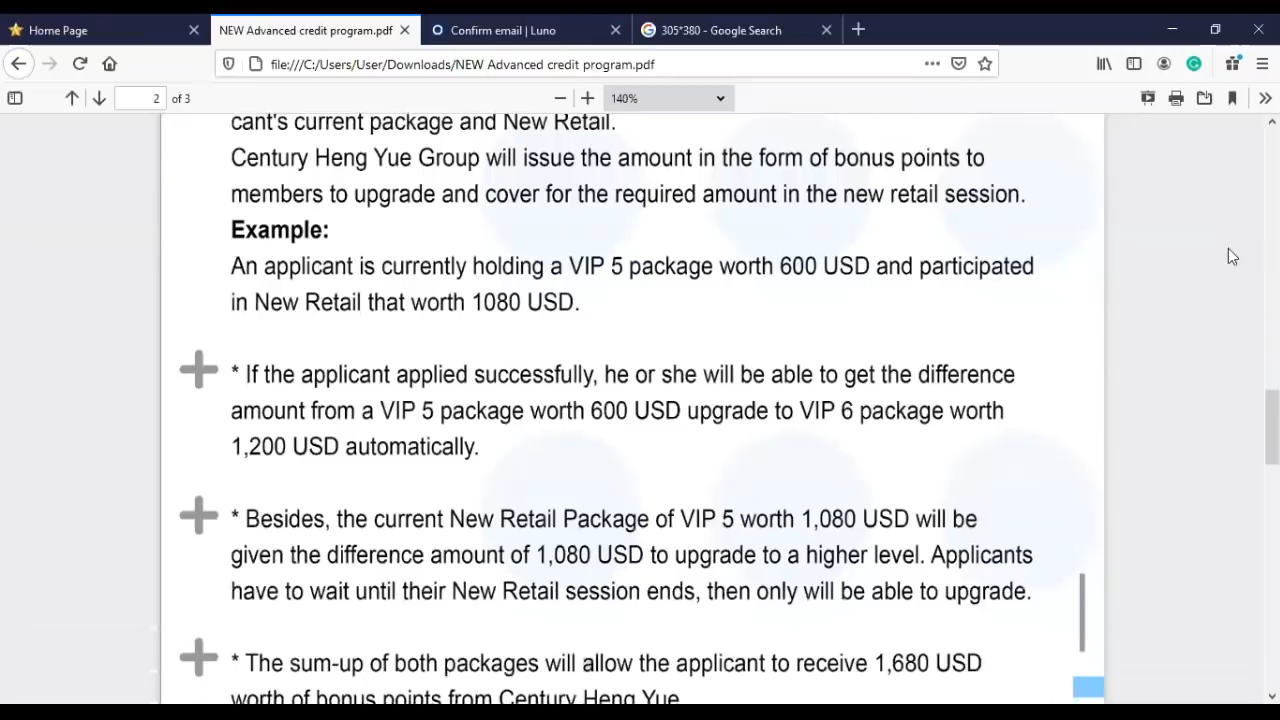 Home Page
NEW Advanced credit program.pdf
Confirm email | Luno
305*380 - Google Search
file:///C:/Users/User/Downloads/NEW Advanced credit program.pdf
2 of 3
140%
cant's current package and New Retail.
Century Heng Yue Group will issue the amount in the form of bonus points to
members to upgrade and cover for the required amount in the new retail session.
Example:
An applicant is currently holding a VIP 5 package worth 600 USD and participated
in New Retail that worth 1080 USD.
* If the applicant applied successfully, he or she will be able to get the difference
amount from a VIP 5 package worth 600 USD upgrade to VIP 6 package worth
1,200 USD automatically.
* Besides, the current New Retail Package of VIP 5 worth 1,080 USD will be
given the difference amount of 1,080 USD to upgrade to a higher level. Applicants
have to wait until their New Retail session ends, then only will be able to upgrade.
* The sum-up of both packages will allow the applicant to receive 1,680 USD
worth of bonus points from Century Heng Yue.